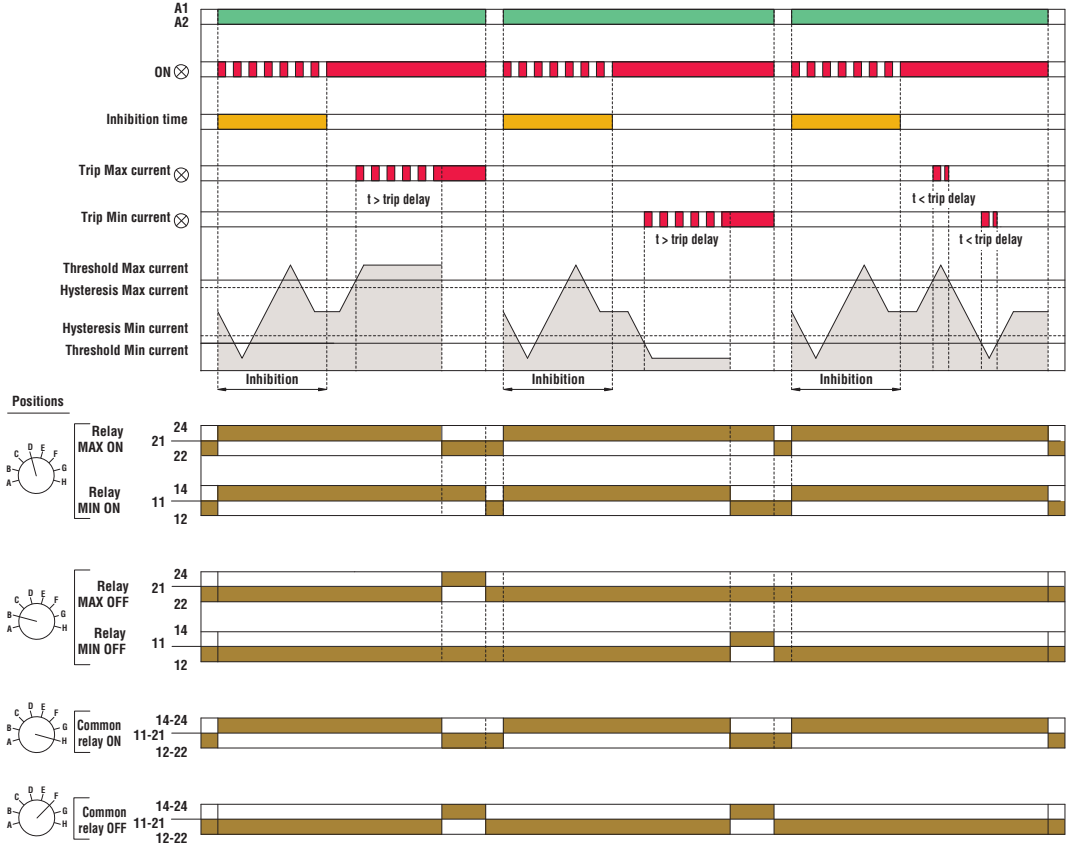 A1
A2
ON
Inhibition time
Trip Max current
t > trip delay
t < trip delay
Trip Min current
t > trip delay
t < trip delay
Threshold Max current
Hysteresis Max current
Hysteresis Min current
Threshold Min current
Inhibition
Inhibition
Inhibition
Positions
A B C D E F G H
Relay
MAX ON
24
21
22
Relay
MIN ON
14
11
12
A B C D E F G H
Relay
MAX OFF
24
21
22
Relay
MIN OFF
14
11
12
A B C D E F G H
Common
relay ON
14-24
11-21
12-22
A B C D E F G H
Common
relay OFF
14-24
11-21
12-22